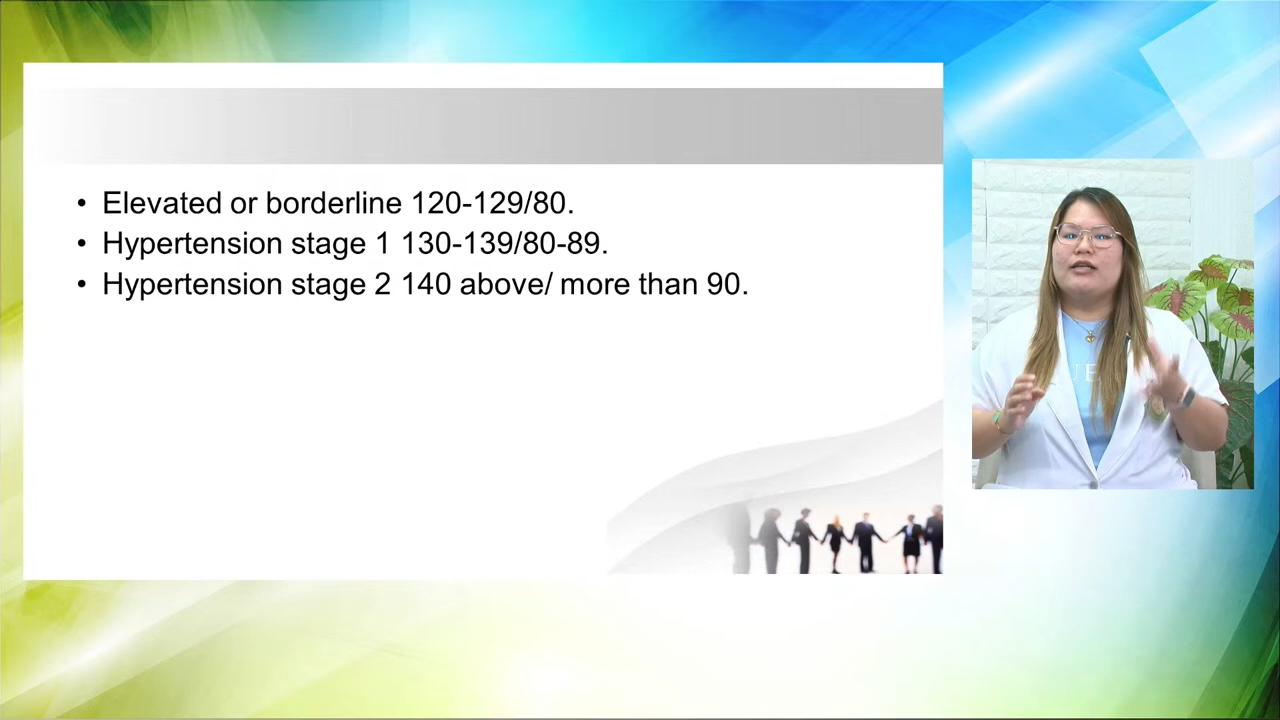 • Elevated or borderline 120-129/80.
• Hypertension stage 1 130-139/80-89.
• Hypertension stage 2 140 above/ more than 90.